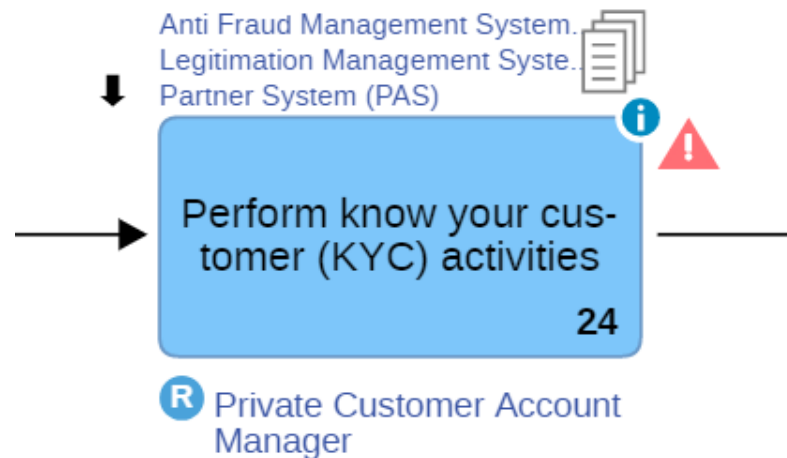 Anti Fraud Management System..
Legitimation Management Syste..
Partner System (PAS)
i
!
Perform know your cus-
tomer (KYC) activities
24
R Private Customer Account
Manager